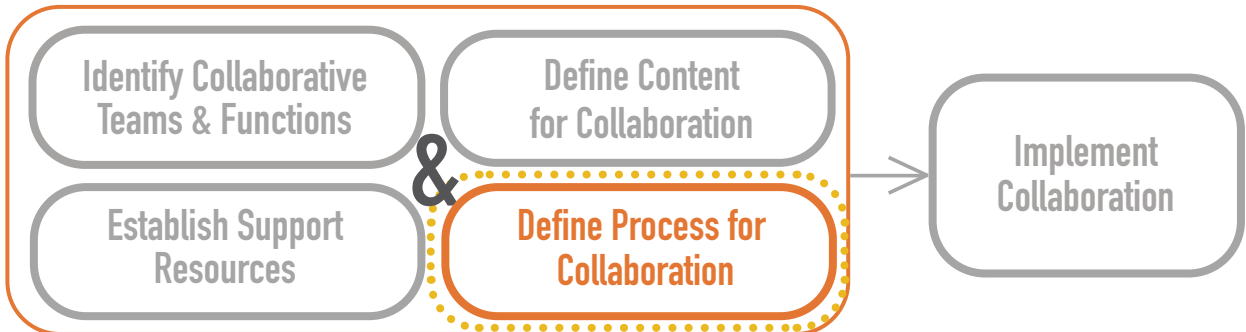 Identify Collaborative
Teams & Functions
Define Content
for Collaboration
&
Establish Support
Resources
Define Process for
Collaboration
Implement
Collaboration